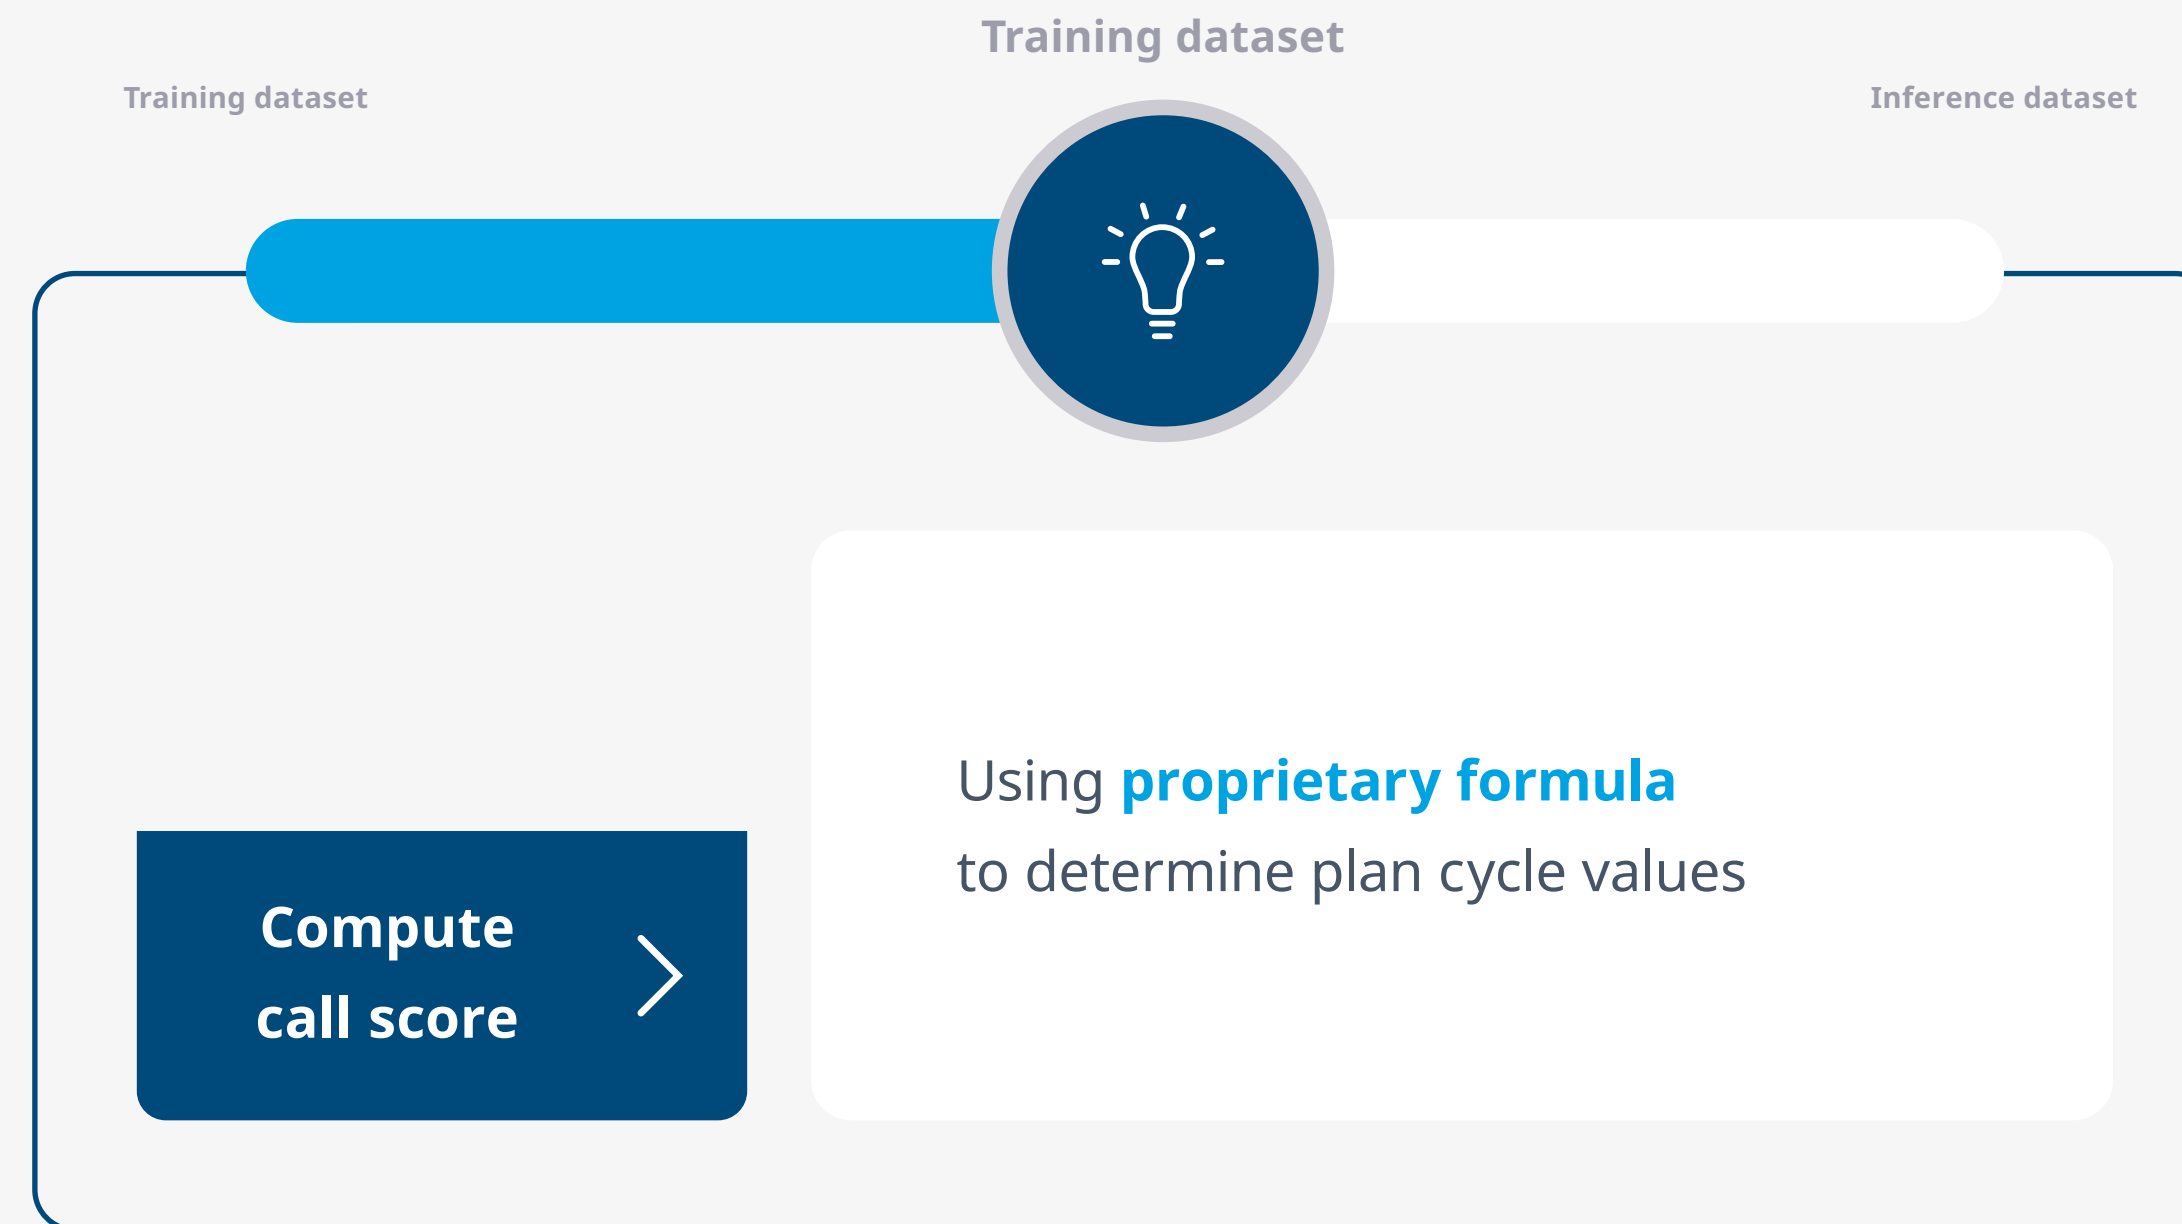 Training dataset
Training dataset
Inference dataset
Using proprietary formula
to determine plan cycle values
Compute
call score